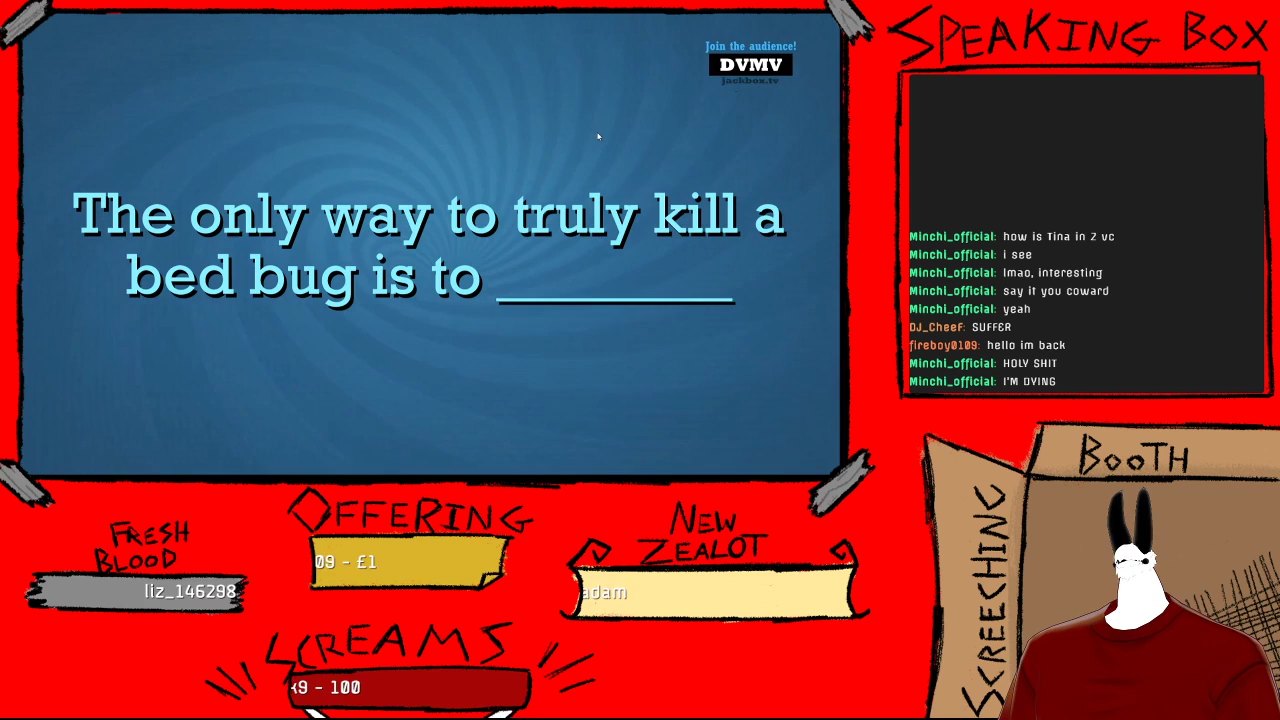 SPEAKING BOX
Join the audience!
DVMV
jackbox.tv
The only way to truly kill a
bed bug is to ________
Minchi_official: how is Tina in 2 vc
Minchi_official: i see
Minchi_official: lmao, interesting
Minchi_official: say it you coward
Minchi_official: yeah
DJ_Cheef: SUFFER
fireboy0109: hello im back
Minchi_official: HOLY SHIT
Minchi_official: I'M DYING
BOOTH
SCREECHING
FRESH
BLOOD
liz_146298
OFFERING
09 - £1
NEW
ZEALOT
adam
SCREAMS
9 - 100